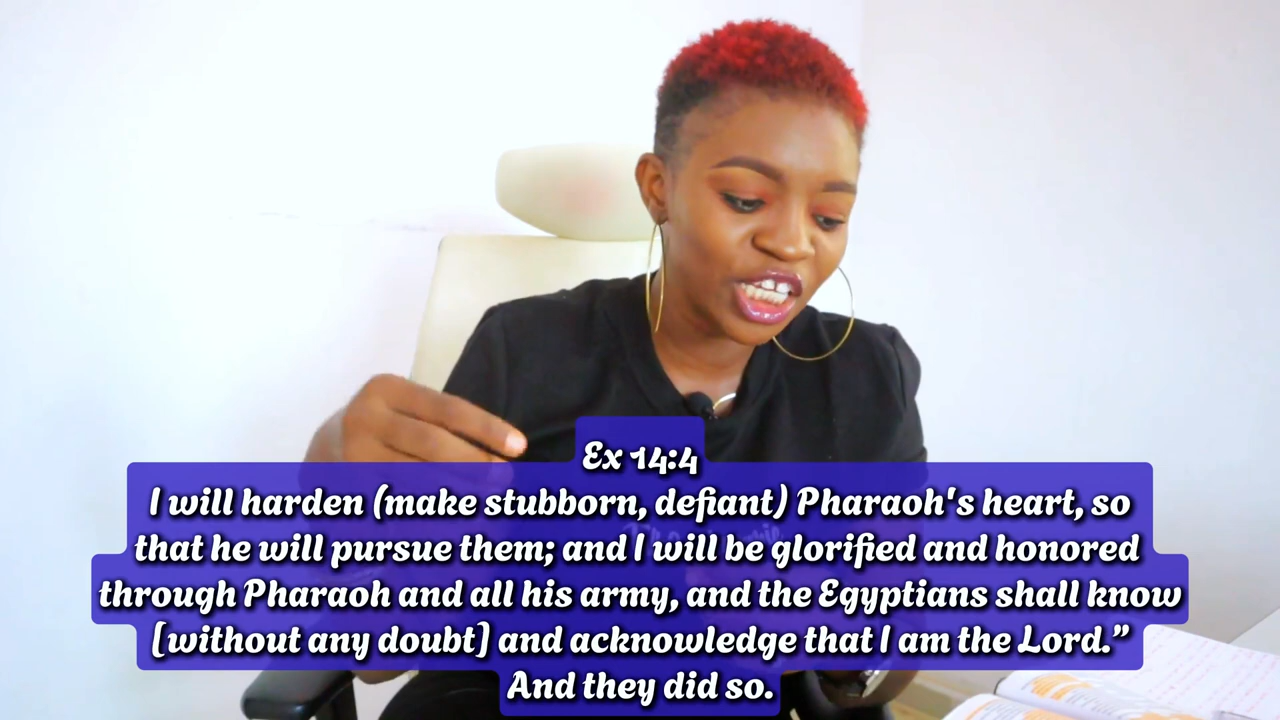 Ex 14:4
I will harden (make stubborn, defiant) Pharaoh's heart, so
that he will pursue them; and I will be glorified and honored
through Pharaoh and all his army, and the Egyptians shall know
[without any doubt] and acknowledge that I am the Lord.”
And they did so.